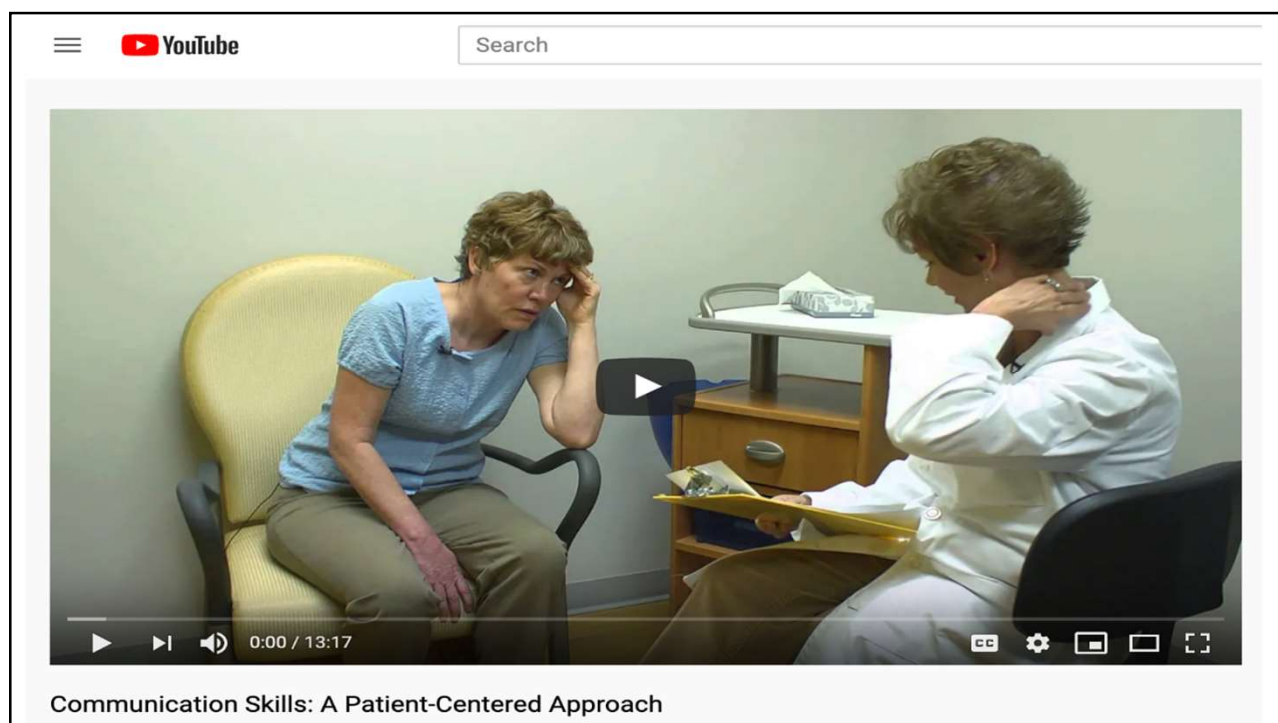 YouTube
Search
0:00 / 13:17
CC
Communication Skills: A Patient-Centered Approach